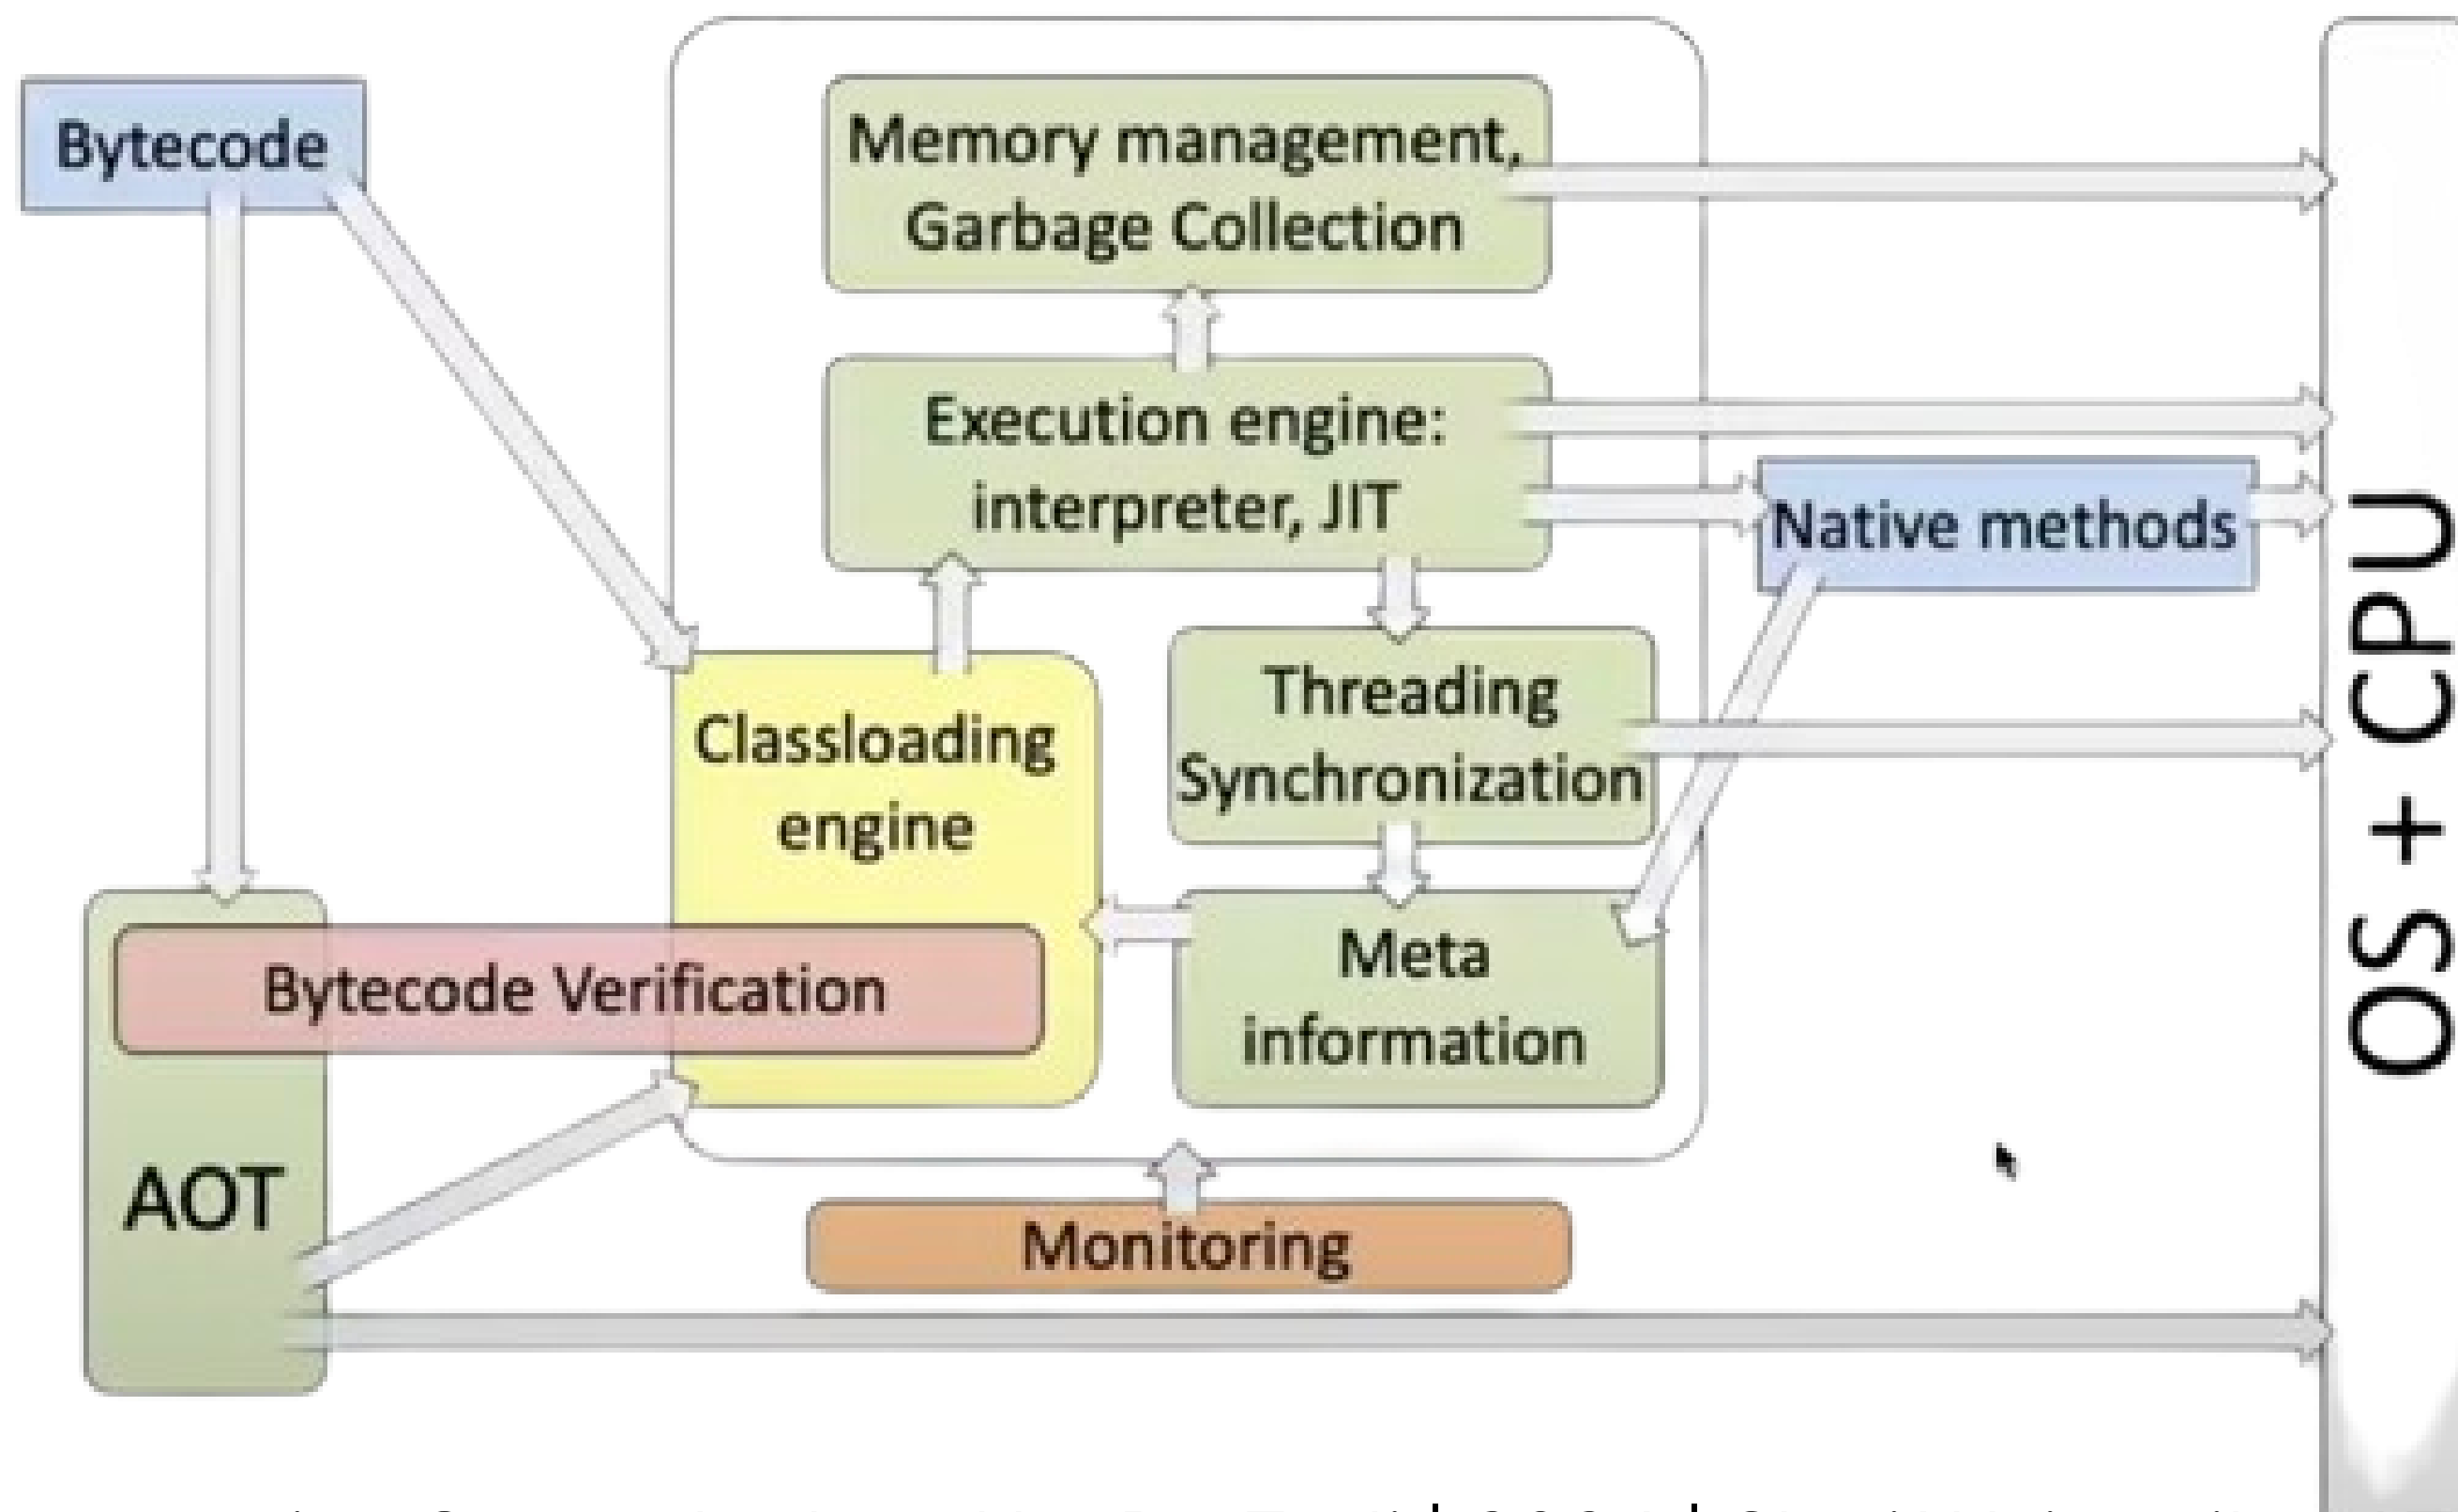 Bytecode
Memory management,
Garbage Collection
Execution engine:
interpreter, JIT
Native methods
Threading
Synchronization
Classloading
engine
Meta
information
Bytecode Verification
AOT
Monitoring
OS + CPU